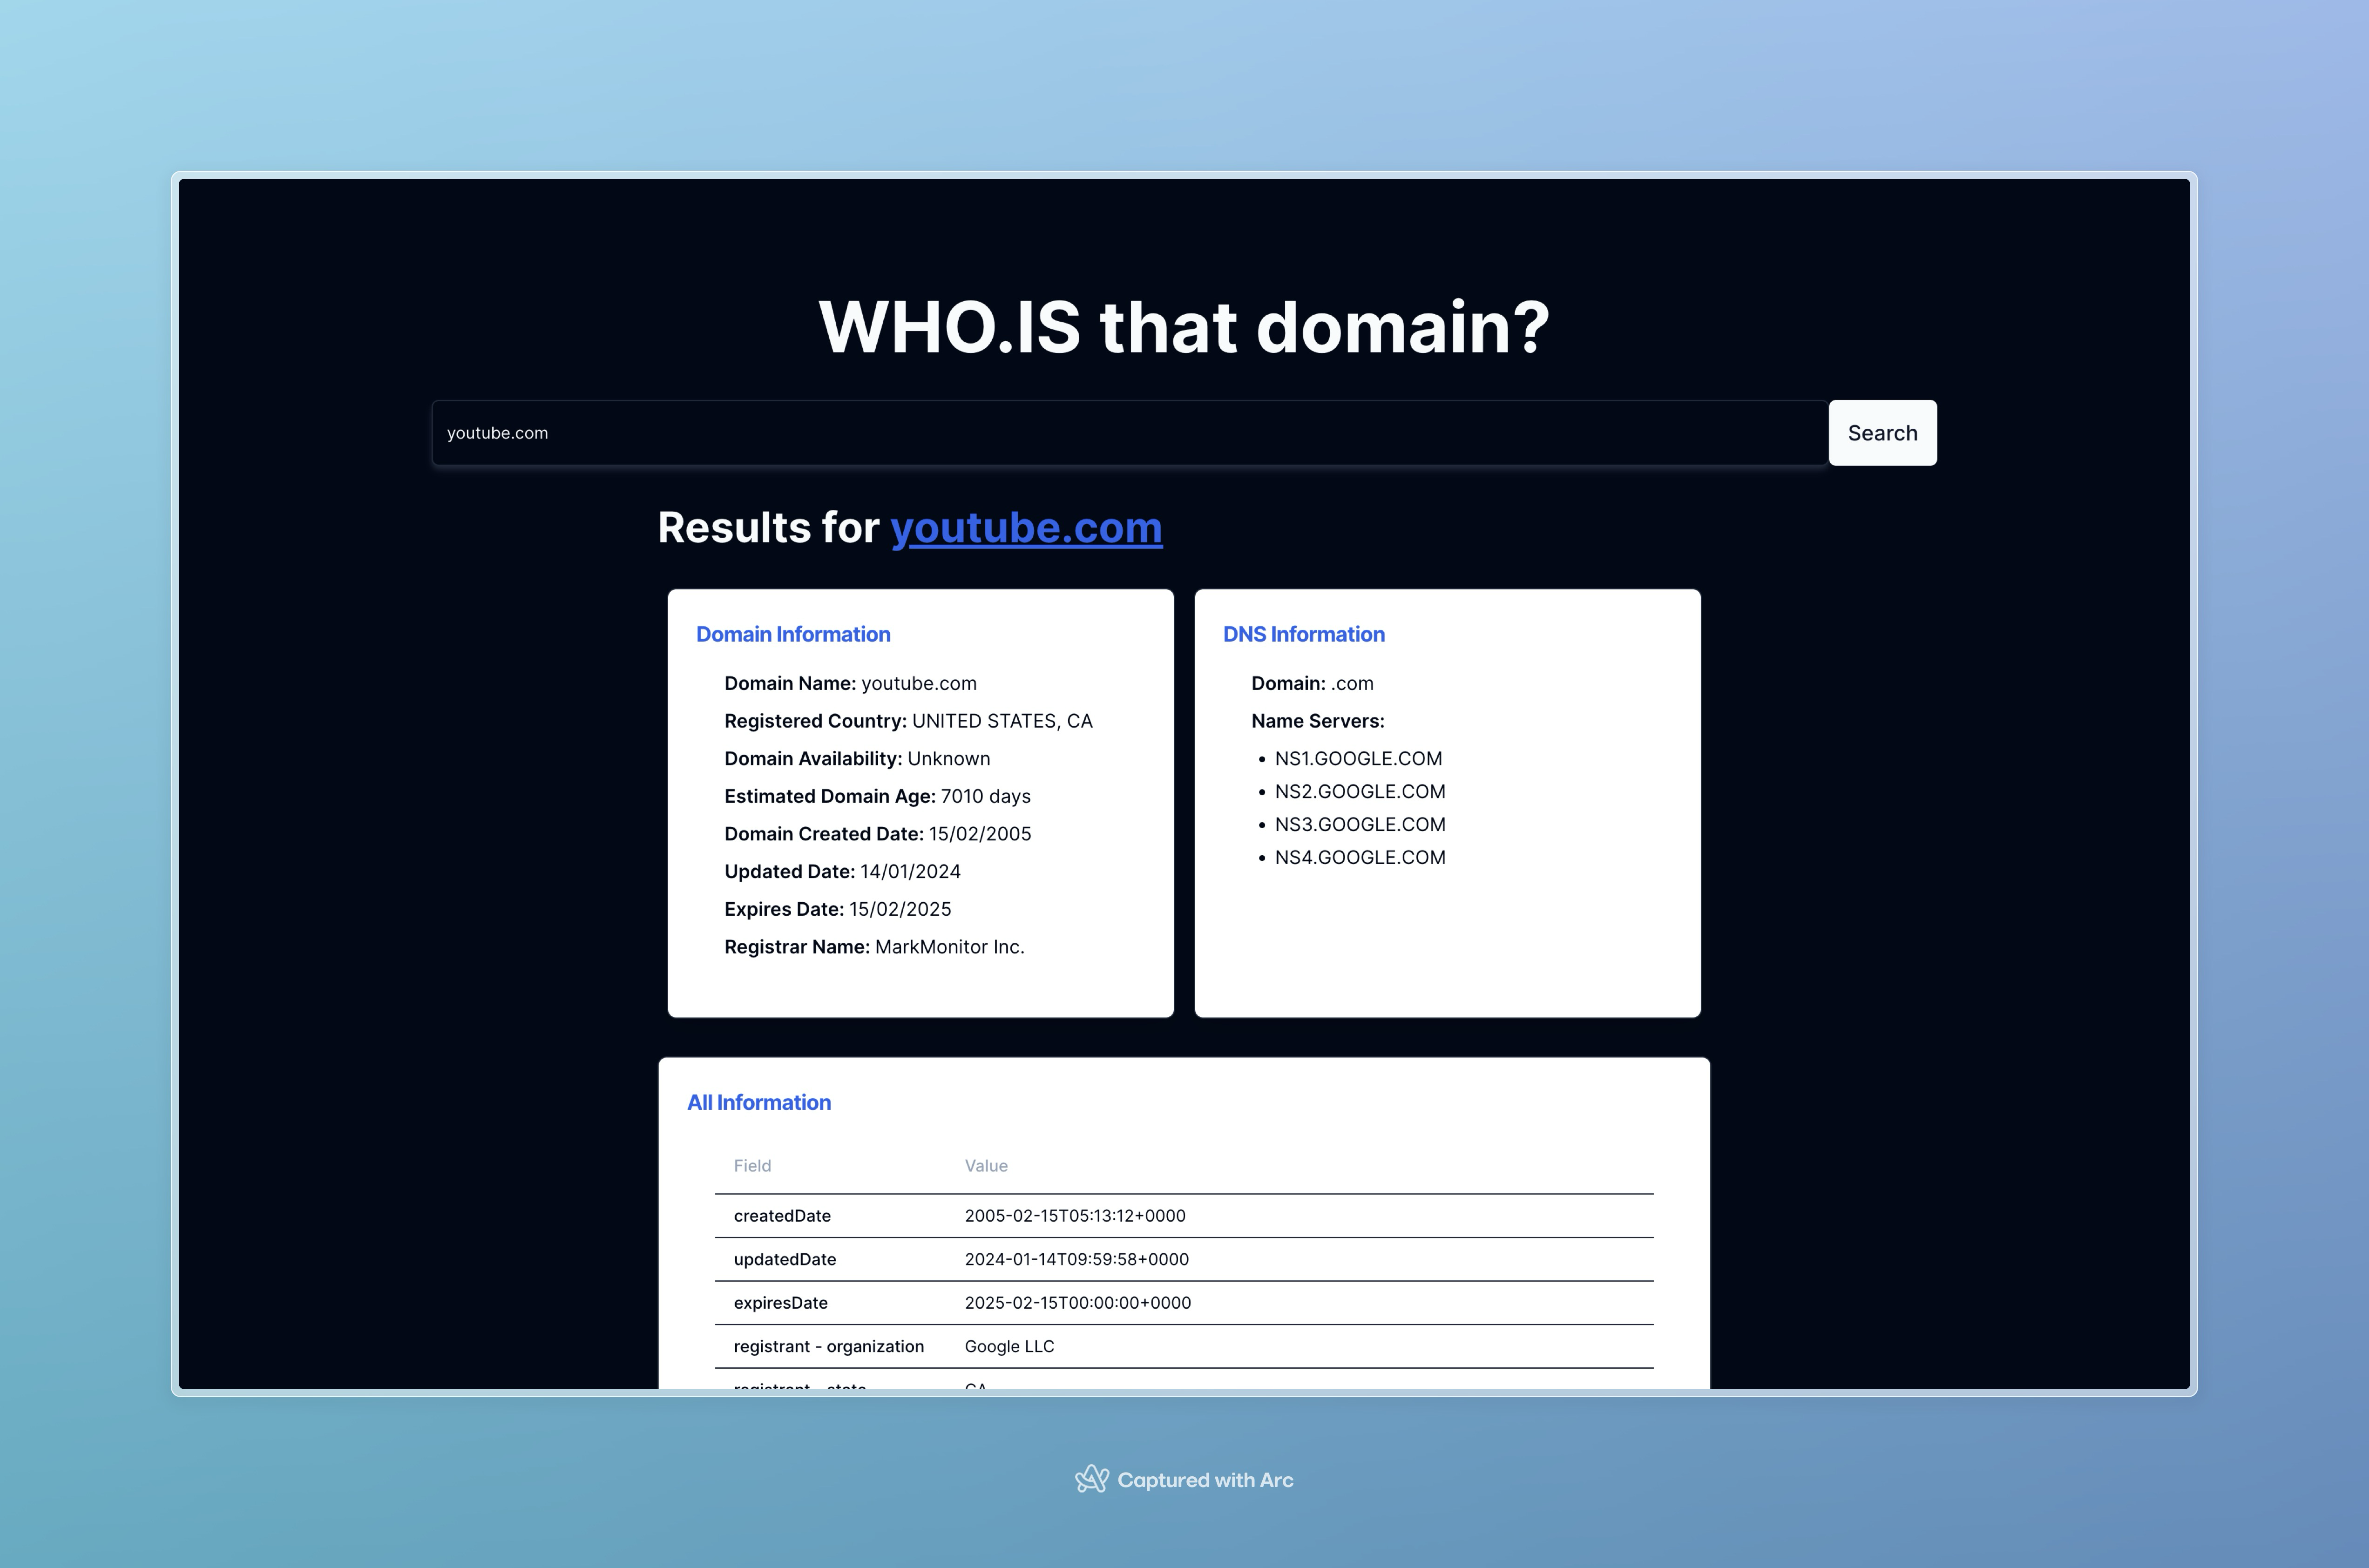 WHO.IS that domain?
youtube.com
Search
Results for youtube.com
Domain Information
Domain Name: youtube.com
Registered Country: UNITED STATES, CA
Domain Availability: Unknown
Estimated Domain Age: 7010 days
Domain Created Date: 15/02/2005
Updated Date: 14/01/2024
Expires Date: 15/02/2025
Registrar Name: MarkMonitor Inc.
DNS Information
Domain: .com
Name Servers:
• NS1.GOOGLE.COM
• NS2.GOOGLE.COM
• NS3.GOOGLE.COM
• NS4.GOOGLE.COM
All Information
Field Value
createdDate 2005-02-15T05:13:12+0000
updatedDate 2024-01-14T09:59:58+0000
expiresDate 2025-02-15T00:00:00+0000
registrant - organization Google LLC
registrant - state CA
Captured with Arc